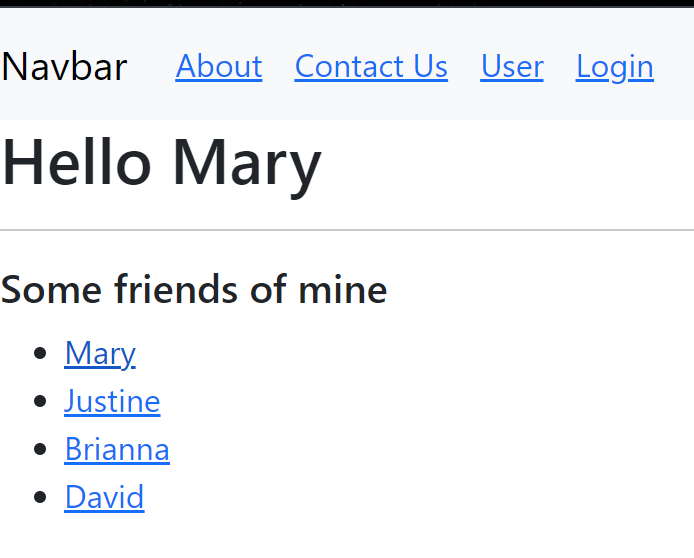 Navbar About Contact Us User Login
Hello Mary
Some friends of mine
Mary
Justine
Brianna
David